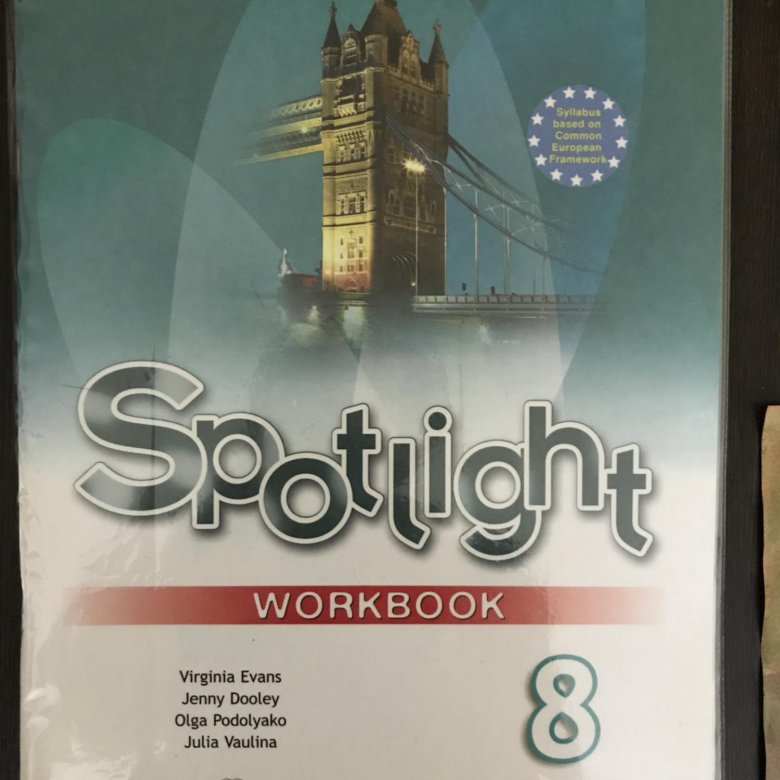 Syllabus
based on
Common
European
Framework
Spotlight
WORKBOOK
Virginia Evans
Jenny Dooley
Olga Podolyako
Julia Vaulina
8